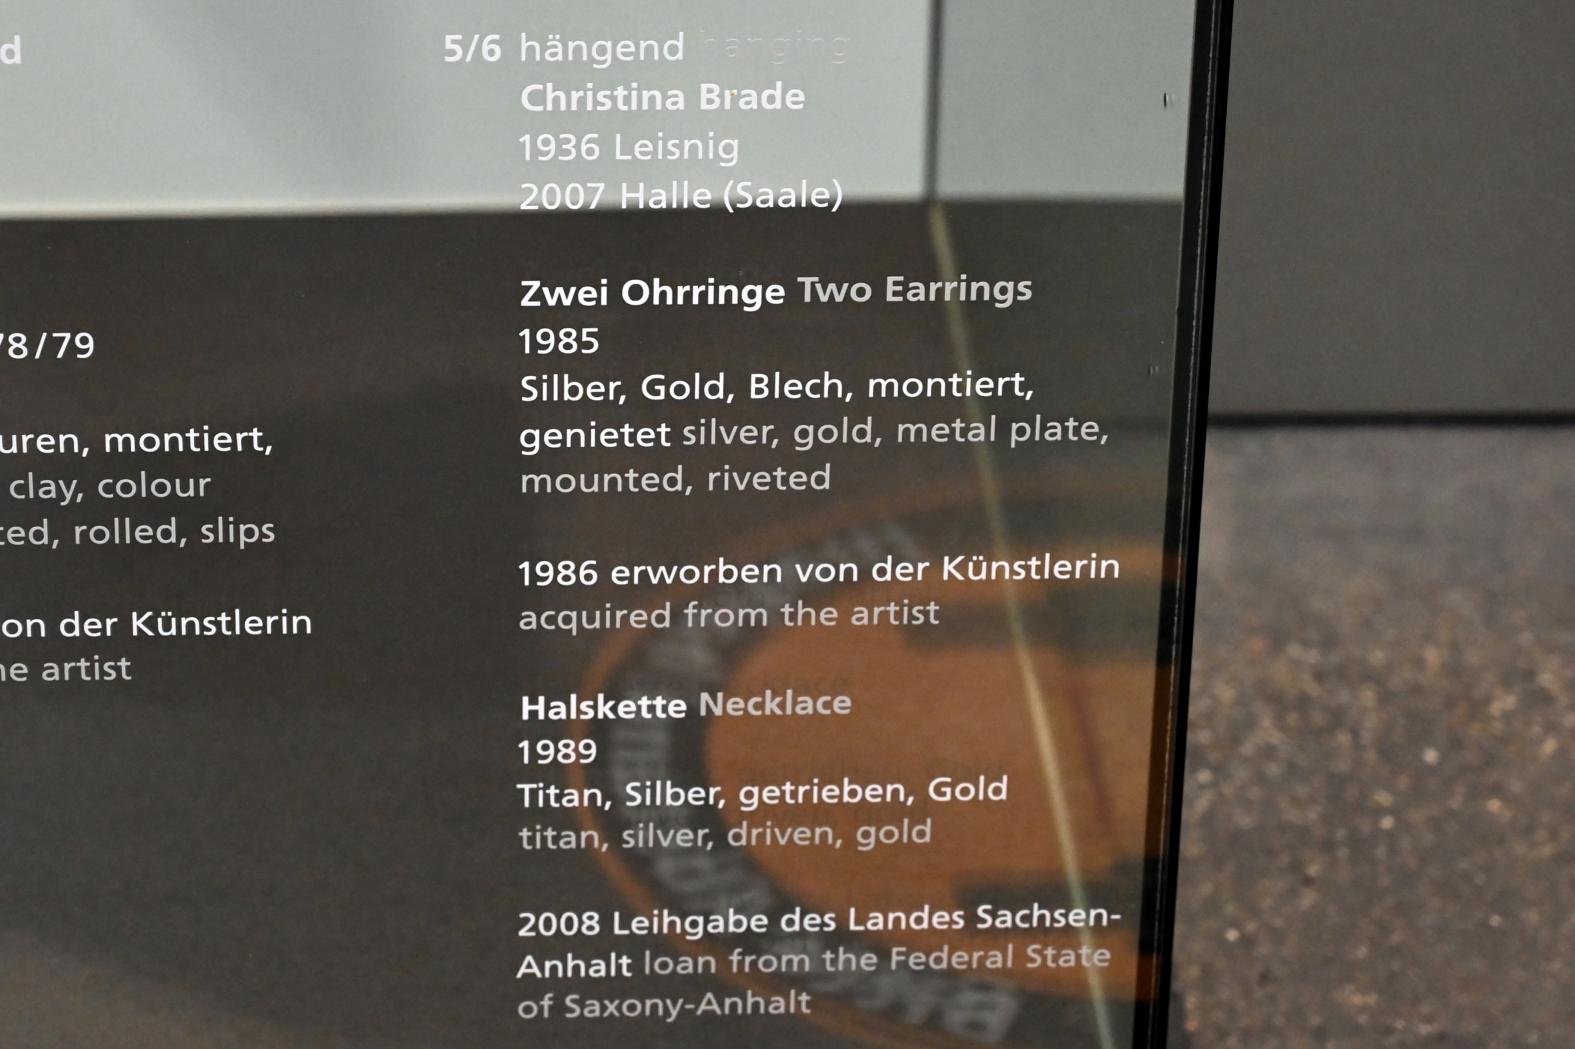 d
78/79
uren, montiert,
clay, colour
ted, rolled, slips
on der Künstlerin
he artist
5/6 hängend hanging
Christina Brade
1936 Leisnig
2007 Halle (Saale)
Zwei Ohrringe Two Earrings
1985
Silber, Gold, Blech, montiert,
genietet silver, gold, metal plate,
mounted, riveted
1986 erworben von der Künstlerin
acquired from the artist
Halskette Necklace
1989
Titan, Silber, getrieben, Gold
titan, silver, driven, gold
2008 Leihgabe des Landes Sachsen-
Anhalt loan from the Federal State
of Saxony-Anhalt